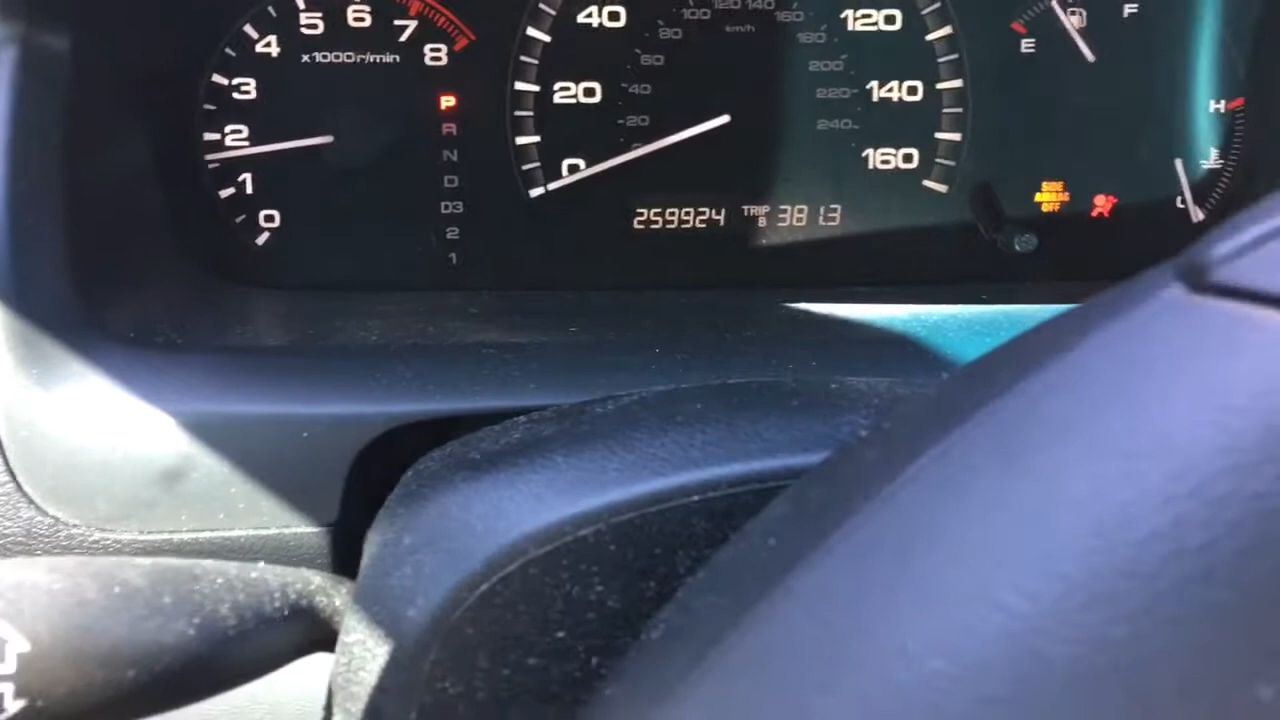 5 6 7 8
4
3
2
1
0
x1000r/min
P
R
N
D
D3
2
1
40
20
0
120
140
160
100 120 140 160
80
60
40
20
180
200
220
240
km/h
259924 TRIP B 381.3
E
F
SIDE
AIRBAG
OFF
H
C